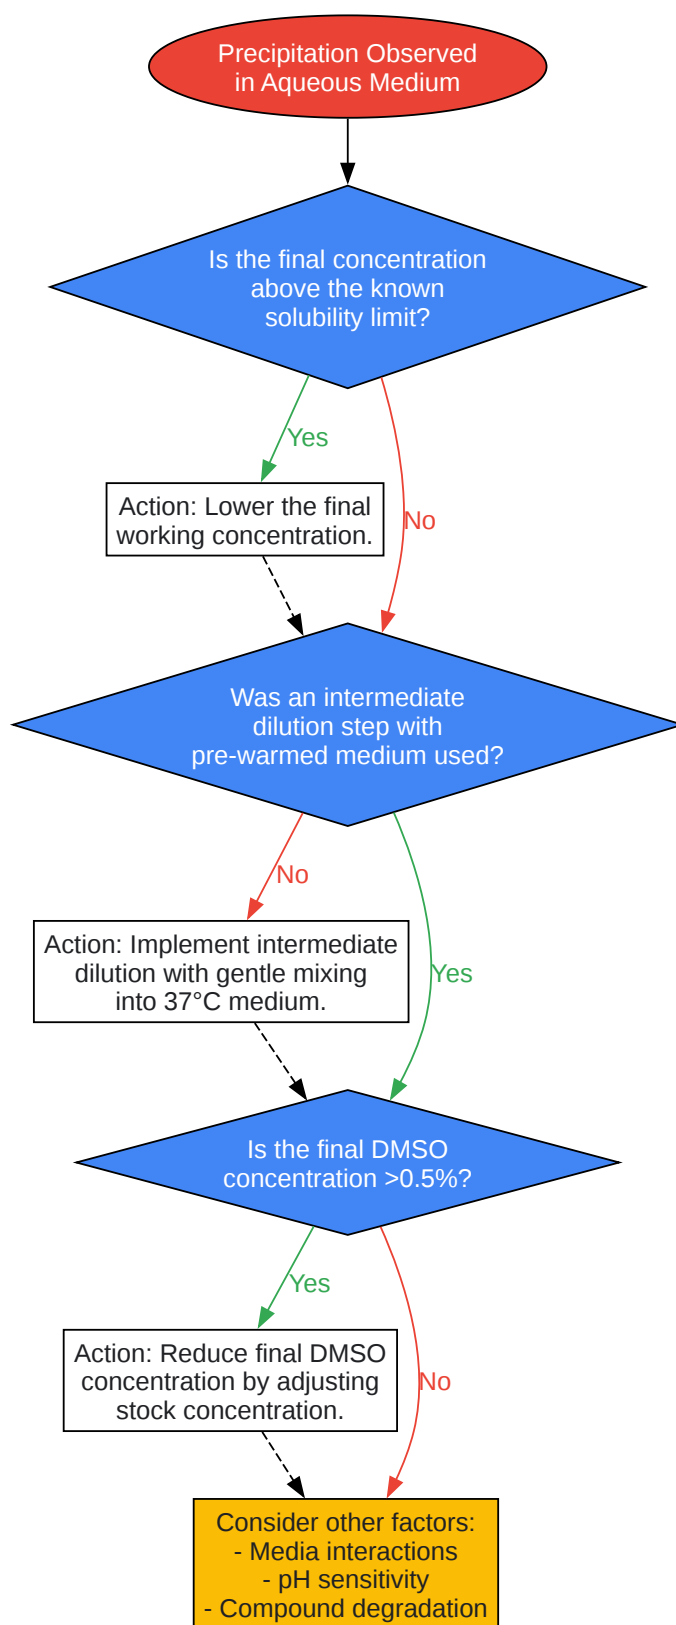 Precipitation Observed
in Aqueous Medium
Is the final concentration
above the known
solubility limit?
Yes
No
Action: Lower the final
working concentration.
Was an intermediate
dilution step with
pre-warmed medium used?
No
Yes
Action: Implement intermediate
dilution with gentle mixing
into 37°C medium.
Is the final DMSO
concentration >0.5%?
Yes
No
Action: Reduce final DMSO
concentration by adjusting
stock concentration.
Consider other factors:
- Media interactions
- pH sensitivity
- Compound degradation